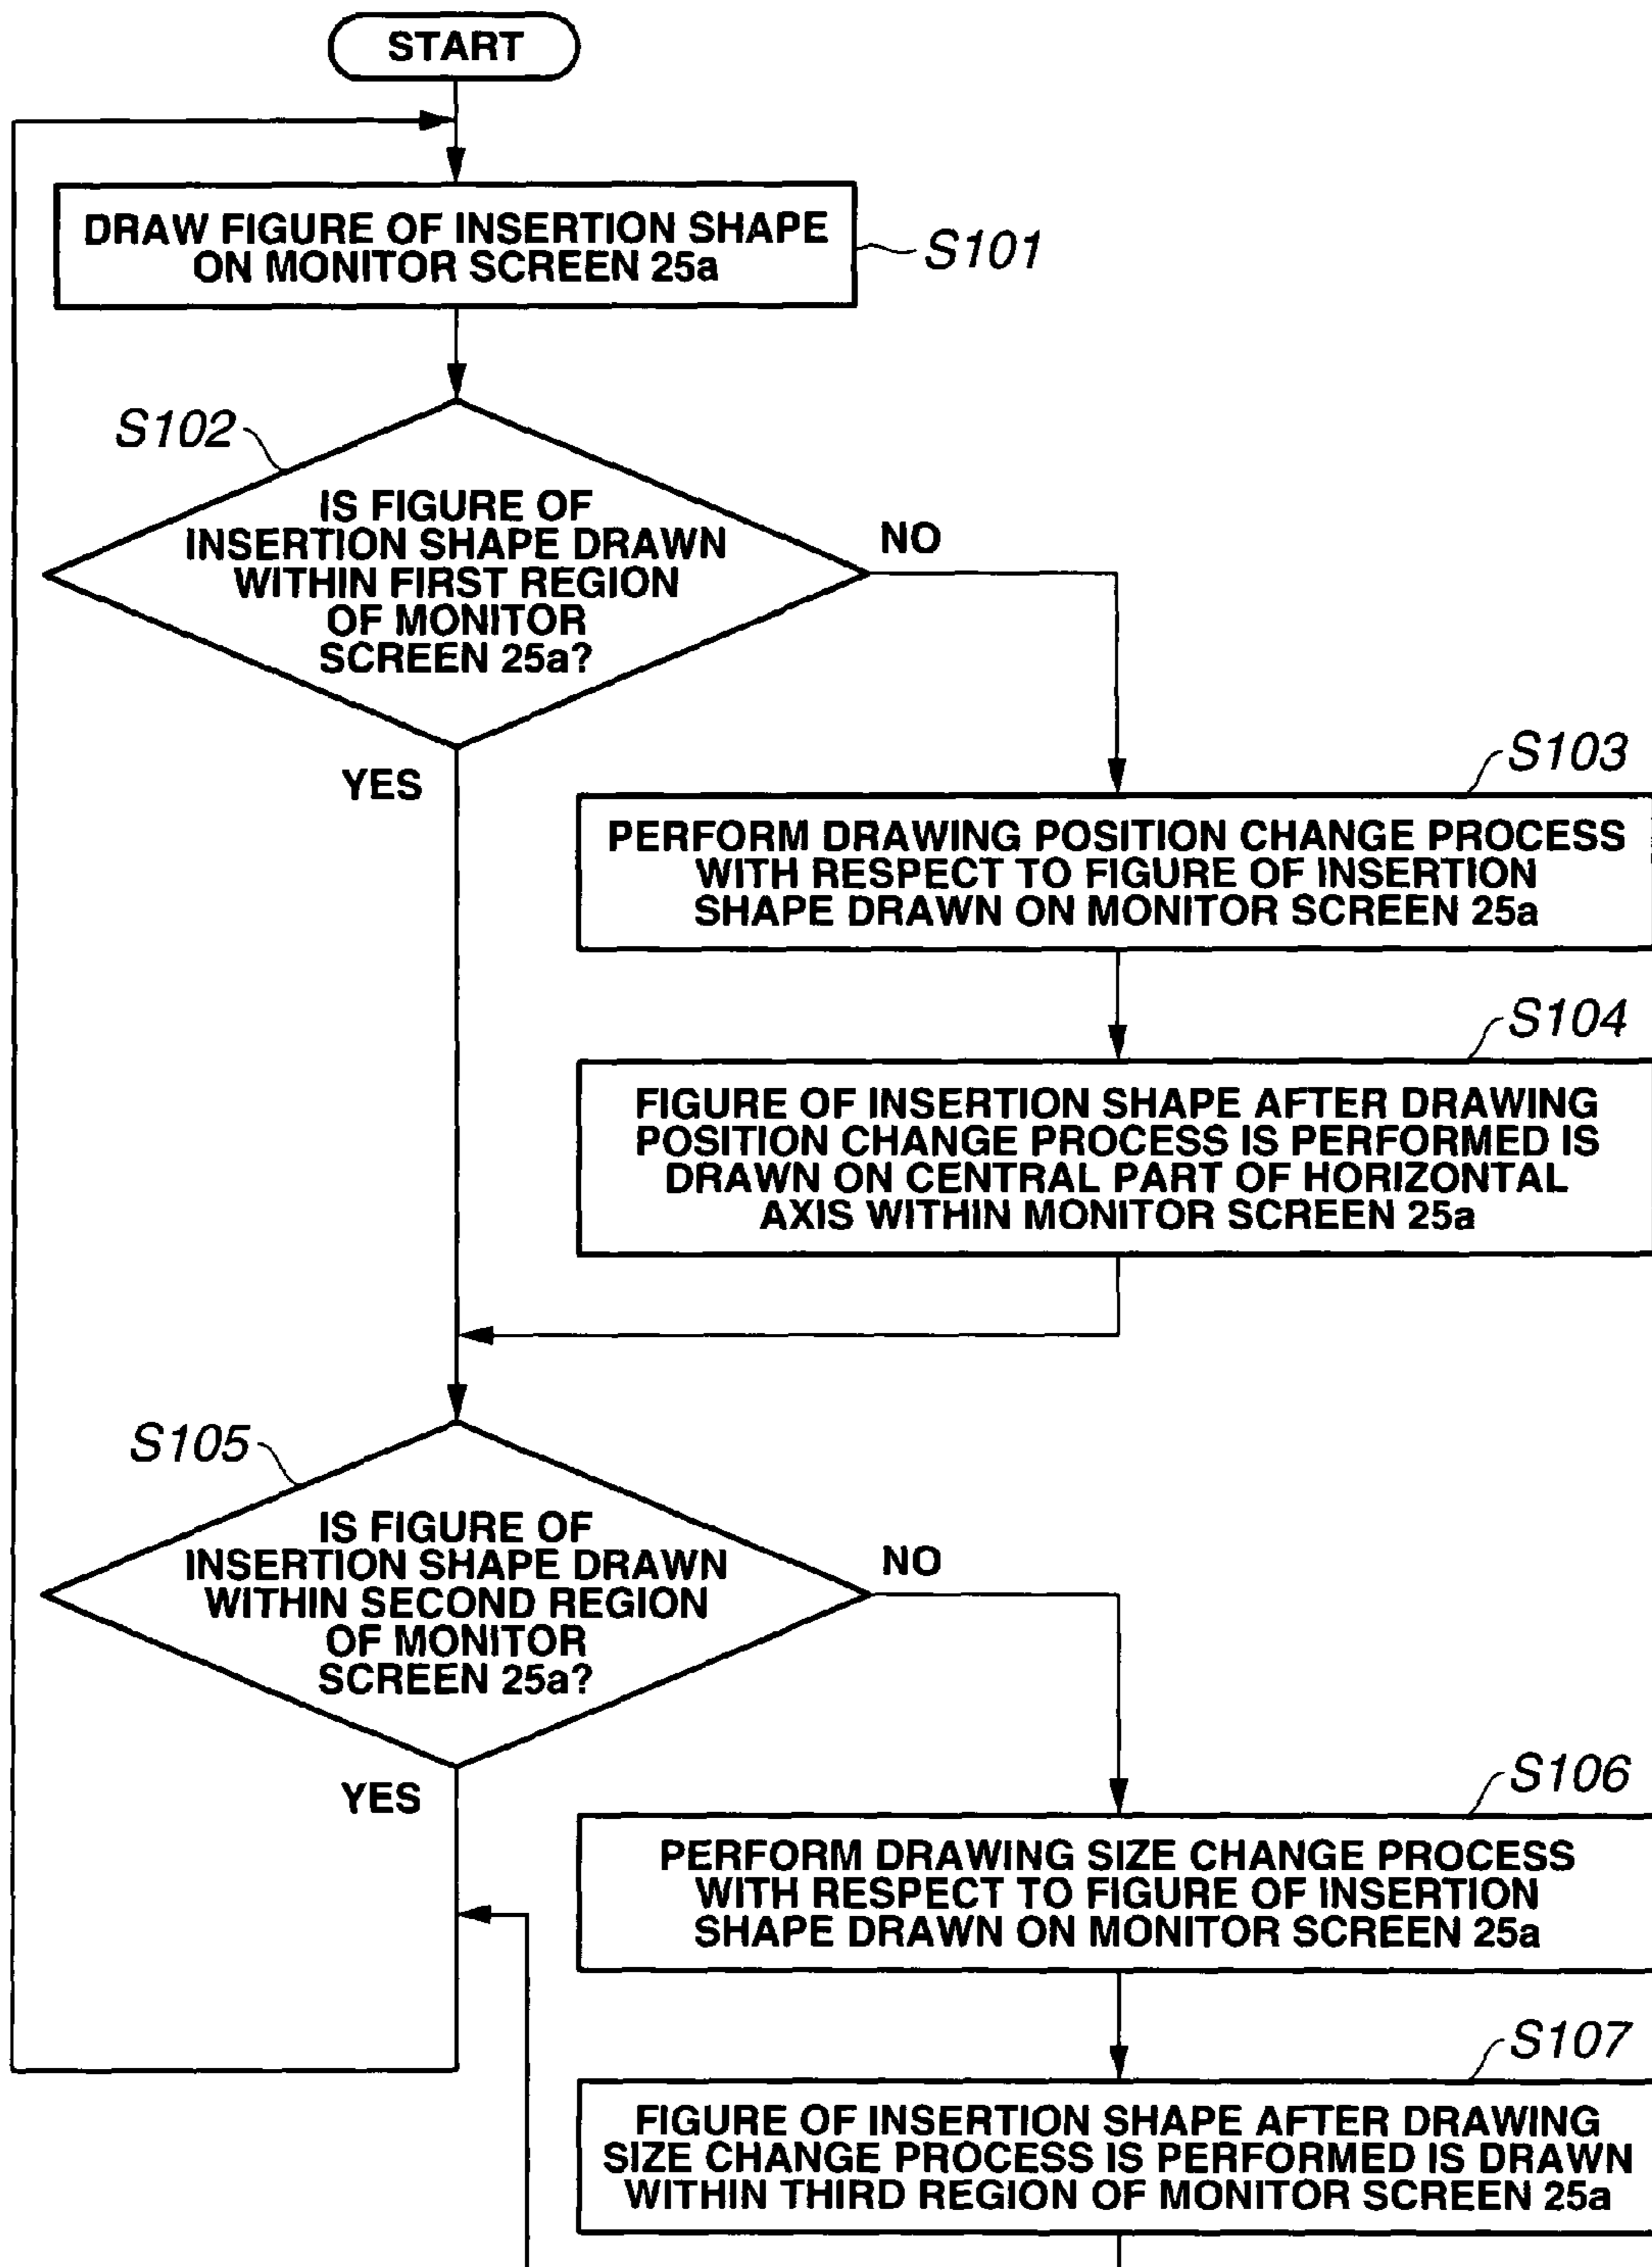 START
DRAW FIGURE OF INSERTION SHAPE
ON MONITOR SCREEN 25a
S101
S102
IS FIGURE OF
INSERTION SHAPE DRAWN
WITHIN FIRST REGION
OF MONITOR
SCREEN 25a?
NO
YES
S103
PERFORM DRAWING POSITION CHANGE PROCESS
WITH RESPECT TO FIGURE OF INSERTION
SHAPE DRAWN ON MONITOR SCREEN 25a
S104
FIGURE OF INSERTION SHAPE AFTER DRAWING
POSITION CHANGE PROCESS IS PERFORMED IS
DRAWN ON CENTRAL PART OF HORIZONTAL
AXIS WITHIN MONITOR SCREEN 25a
S105
IS FIGURE OF
INSERTION SHAPE DRAWN
WITHIN SECOND REGION
OF MONITOR
SCREEN 25a?
NO
YES
S106
PERFORM DRAWING SIZE CHANGE PROCESS
WITH RESPECT TO FIGURE OF INSERTION
SHAPE DRAWN ON MONITOR SCREEN 25a
S107
FIGURE OF INSERTION SHAPE AFTER DRAWING
SIZE CHANGE PROCESS IS PERFORMED IS DRAWN
WITHIN THIRD REGION OF MONITOR SCREEN 25a